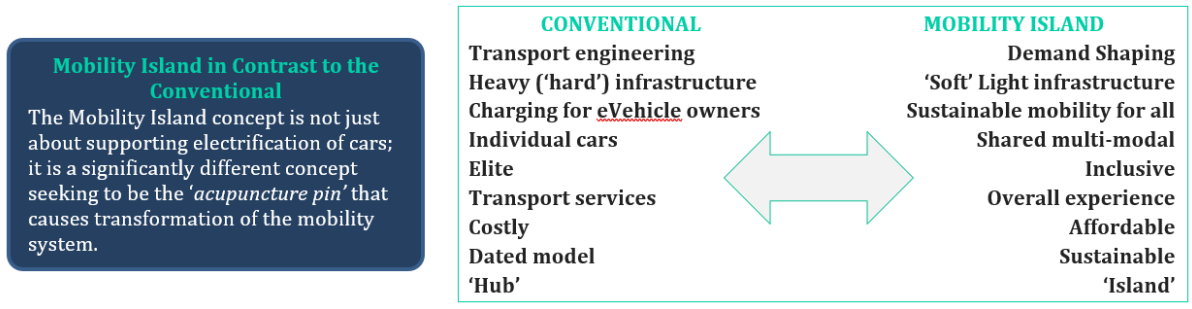 Mobility Island in Contrast to the
Conventional
The Mobility Island concept is not just
about supporting electrification of cars;
it is a significantly different concept
seeking to be the ‘acupuncture pin’ that
causes transformation of the mobility
system.
CONVENTIONAL MOBILITY ISLAND
Transport engineering Demand Shaping
Heavy (‘hard’) infrastructure ‘Soft’ Light infrastructure
Charging for eVehicle owners Sustainable mobility for all
Individual cars Shared multi-modal
Elite Inclusive
Transport services Overall experience
Costly Affordable
Dated model Sustainable
‘Hub’ ‘Island’